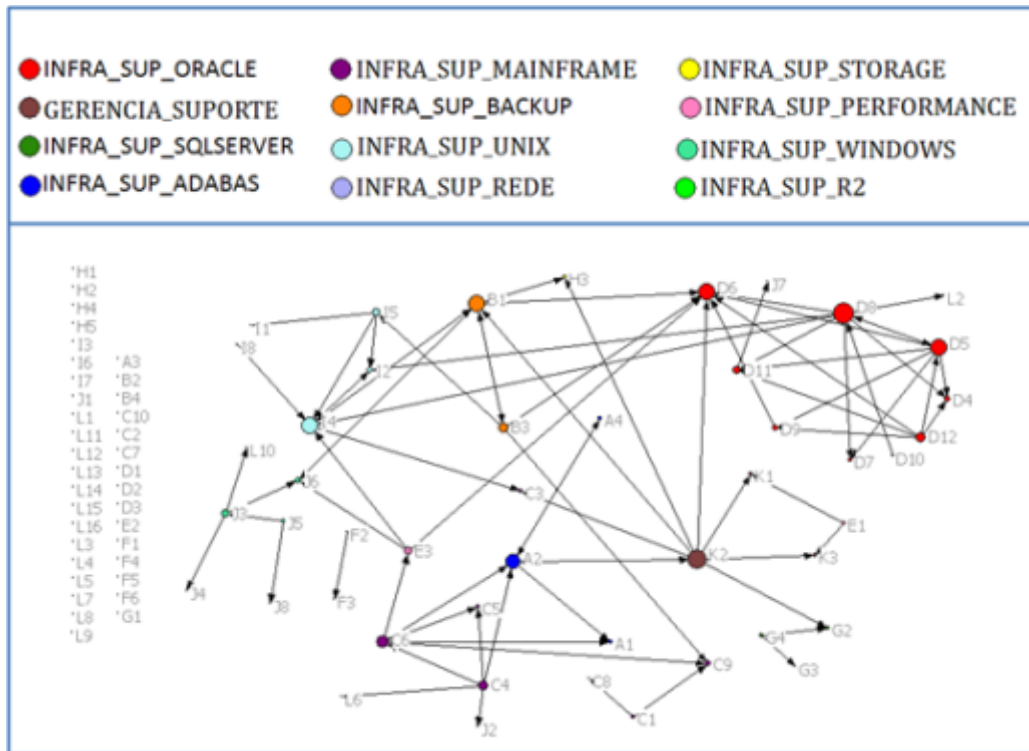 INFRA_SUP_ORACLE INFRA_SUP_MAINFRAME INFRA_SUP_STORAGE
GERENCIA_SUPORTE INFRA_SUP_BACKUP INFRA_SUP_PERFORMANCE
INFRA_SUP_SQLSERVER INFRA_SUP_UNIX INFRA_SUP_WINDOWS
INFRA_SUP_ADABAS INFRA_SUP_REDE INFRA_SUP_R2
H1
H2
H4
H5
I3
I6 A3
I7 B2
J1 B4
L1 C10
L11 C2
L12 C7
L13 D1
L14 D2
L15 D3
L16 E2
L3 F1
L4 F4
L5 F5
L7 F6
L8 G1
L9
H3
D6
J7
B1
L2
D8
I5
I1
D5
I8
I2
D11
D4
A4
B3
D9
D12
L10
D7
D10
J6
C3
K1
J3
J5
F2
E1
E3
A2
K2
K3
J4
J8
F3
C5
G2
G4
C6
A1
C9
G3
C4
C8
L6
C1
J2